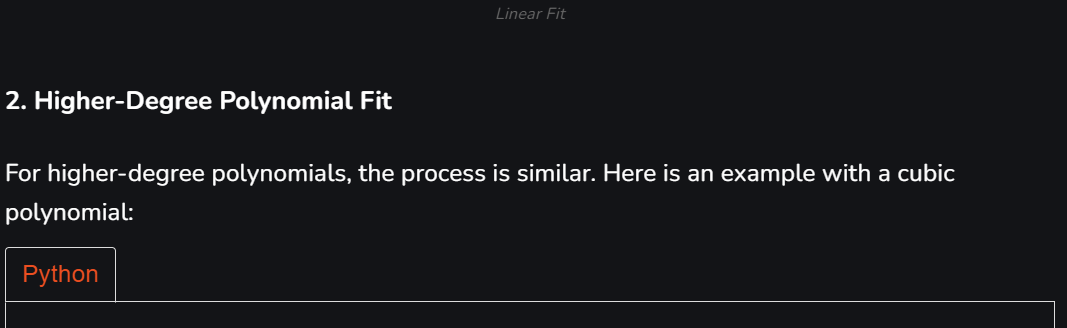 Linear Fit
2. Higher-Degree Polynomial Fit
For higher-degree polynomials, the process is similar. Here is an example with a cubic
polynomial:
Python